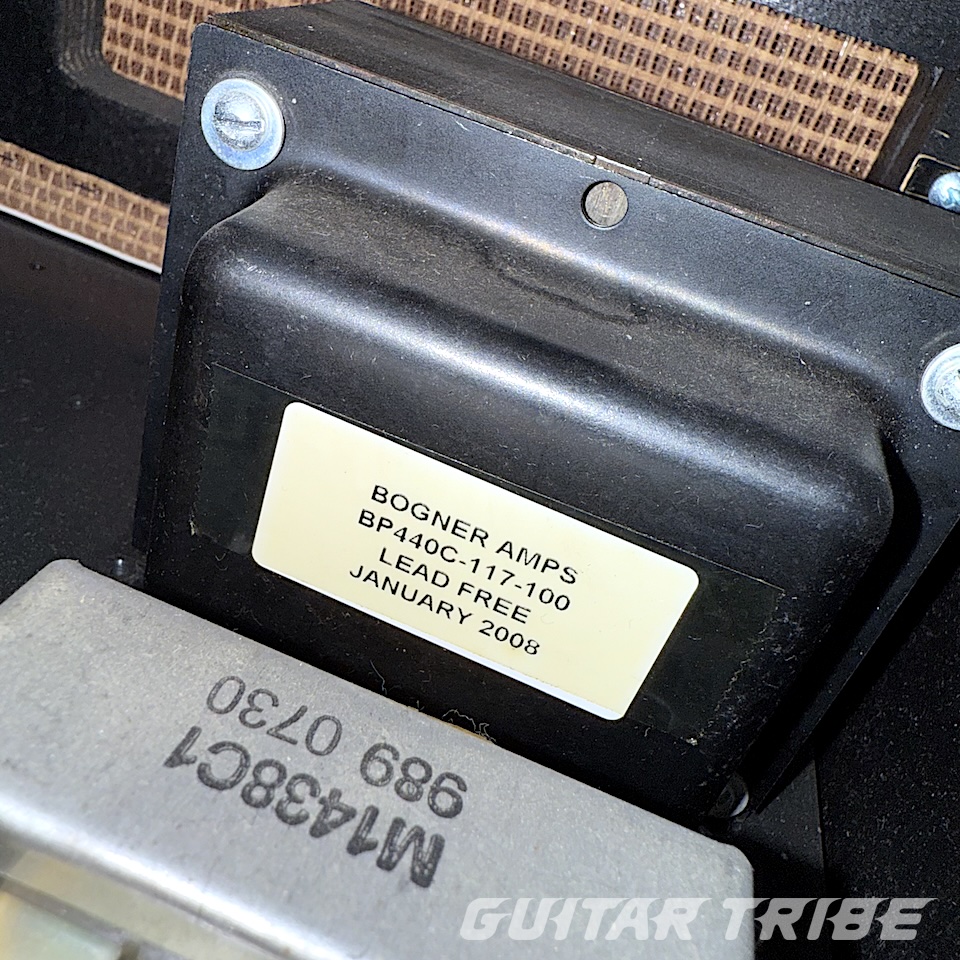 BOGNER AMPS
BP440C-117-100
LEAD FREE
JANUARY 2008
M1438C1
989 0730
GUITAR TRIBE